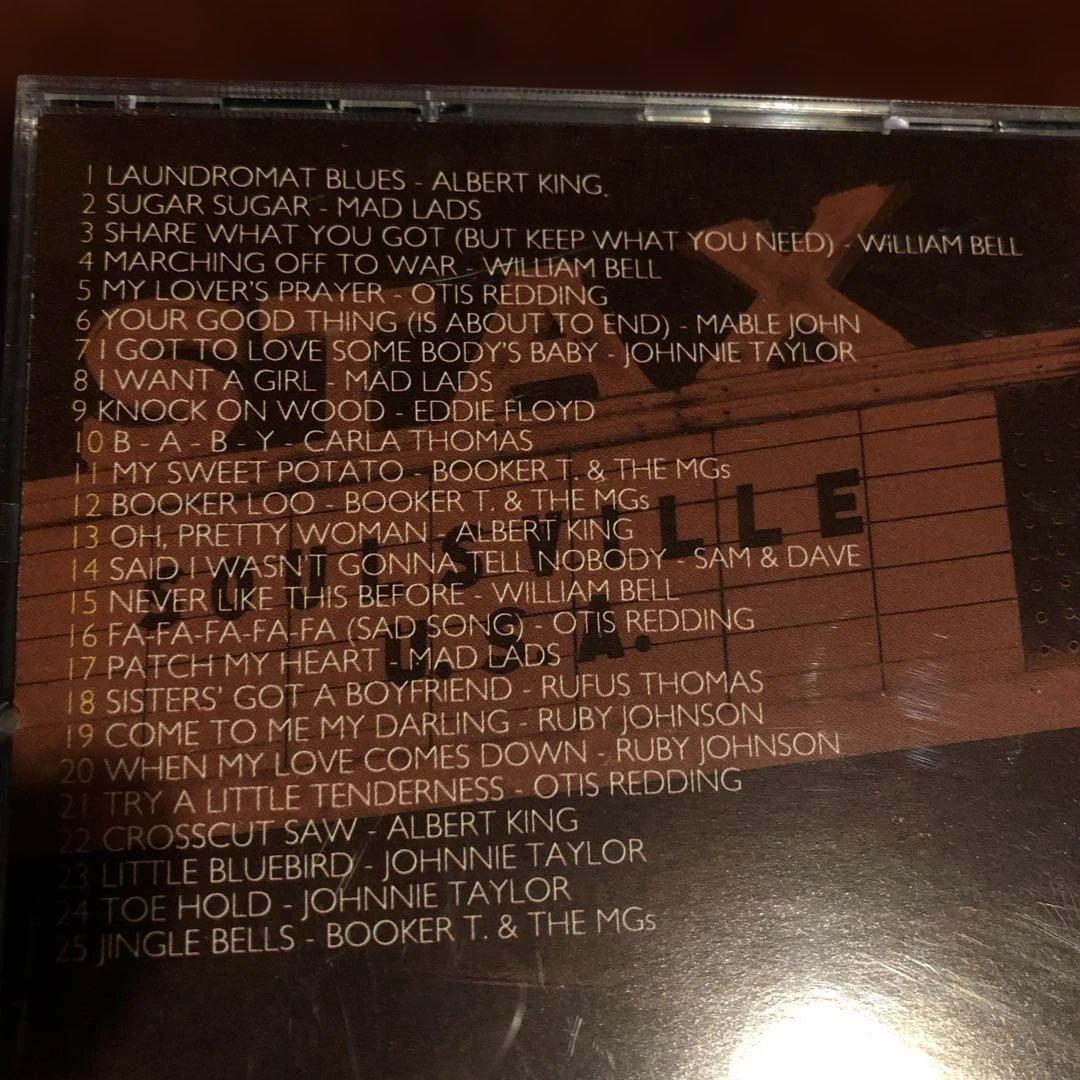 1 LAUNDROMAT BLUES - ALBERT KING.
2 SUGAR SUGAR - MAD LADS
3 SHARE WHAT YOU GOT (BUT KEEP WHAT YOU NEED) - WILLIAM BELL
4 MARCHING OFF TO WAR - WILLIAM BELL
5 MY LOVER'S PRAYER - OTIS REDDING
6 YOUR GOOD THING (IS ABOUT TO END) - MABLE JOHN
7 I GOT TO LOVE SOME BODY'S BABY - JOHNNIE TAYLOR
8 I WANT A GIRL - MAD LADS
9 KNOCK ON WOOD - EDDIE FLOYD
10 B - A - B - Y - CARLA THOMAS
11 MY SWEET POTATO - BOOKER T. & THE MGs
12 BOOKER LOO - BOOKER T. & THE MGs
13 OH, PRETTY WOMAN - ALBERT KING
14 SAID I WASN'T GONNA TELL NOBODY - SAM & DAVE
15 NEVER LIKE THIS BEFORE - WILLIAM BELL
16 FA-FA-FA-FA-FA (SAD SONG) - OTIS REDDING
17 PATCH MY HEART - MAD LADS
18 SISTERS' GOT A BOYFRIEND - RUFUS THOMAS
19 COME TO ME MY DARLING - RUBY JOHNSON
20 WHEN MY LOVE COMES DOWN - RUBY JOHNSON
21 TRY A LITTLE TENDERNESS - OTIS REDDING
22 CROSSCUT SAW - ALBERT KING
23 LITTLE BLUEBIRD - JOHNNIE TAYLOR
24 TOE HOLD - JOHNNIE TAYLOR
25 JINGLE BELLS - BOOKER T. & THE MGs
STAX
SOULSVILLE
U.S.A.